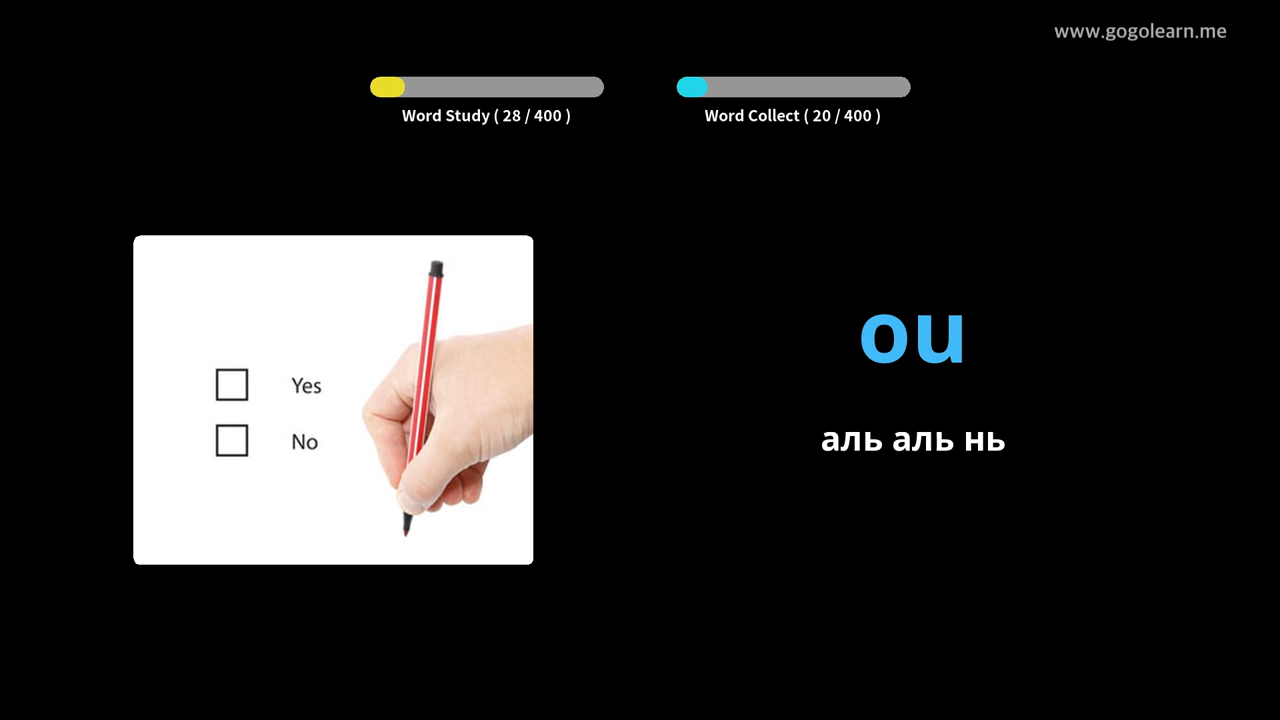 www.gogolearn.me
Word Study ( 28 / 400 )
Word Collect ( 20 / 400 )
Yes
No
ou
аль аль нь